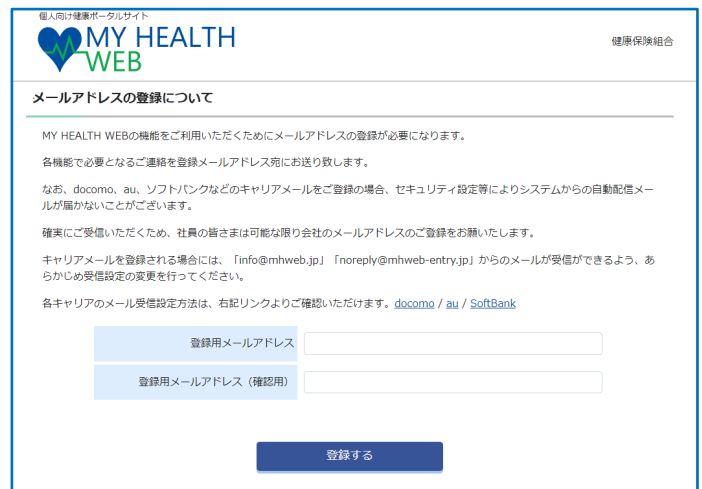 個人向け健康ポータルサイト
MY HEALTH
WEB
健康保険組合
メールアドレスの登録について
MY HEALTH WEBの機能をご利用いただくためにメールアドレスの登録が必要になります。
各機能で必要となるご連絡を登録メールアドレス宛にお送り致します。
なお、docomo、au、ソフトバンクなどのキャリアメールをご登録の場合、セキュリティ設定等によりシステムからの自動配信メー
ルが届かないことがございます。
確実にご受信いただくため、社員の皆さまは可能な限り会社のメールアドレスのご登録をお願いいたします。
キャリアメールを登録される場合には、「info@mhweb.jp」「noreply@mhweb-entry.jp」からのメールが受信ができるよう、あ
らかじめ受信設定の変更を行ってください。
各キャリアのメール受信設定方法は、右記リンクよりご確認いただけます。docomo / au / SoftBank
登録用メールアドレス
登録用メールアドレス（確認用）
登録する